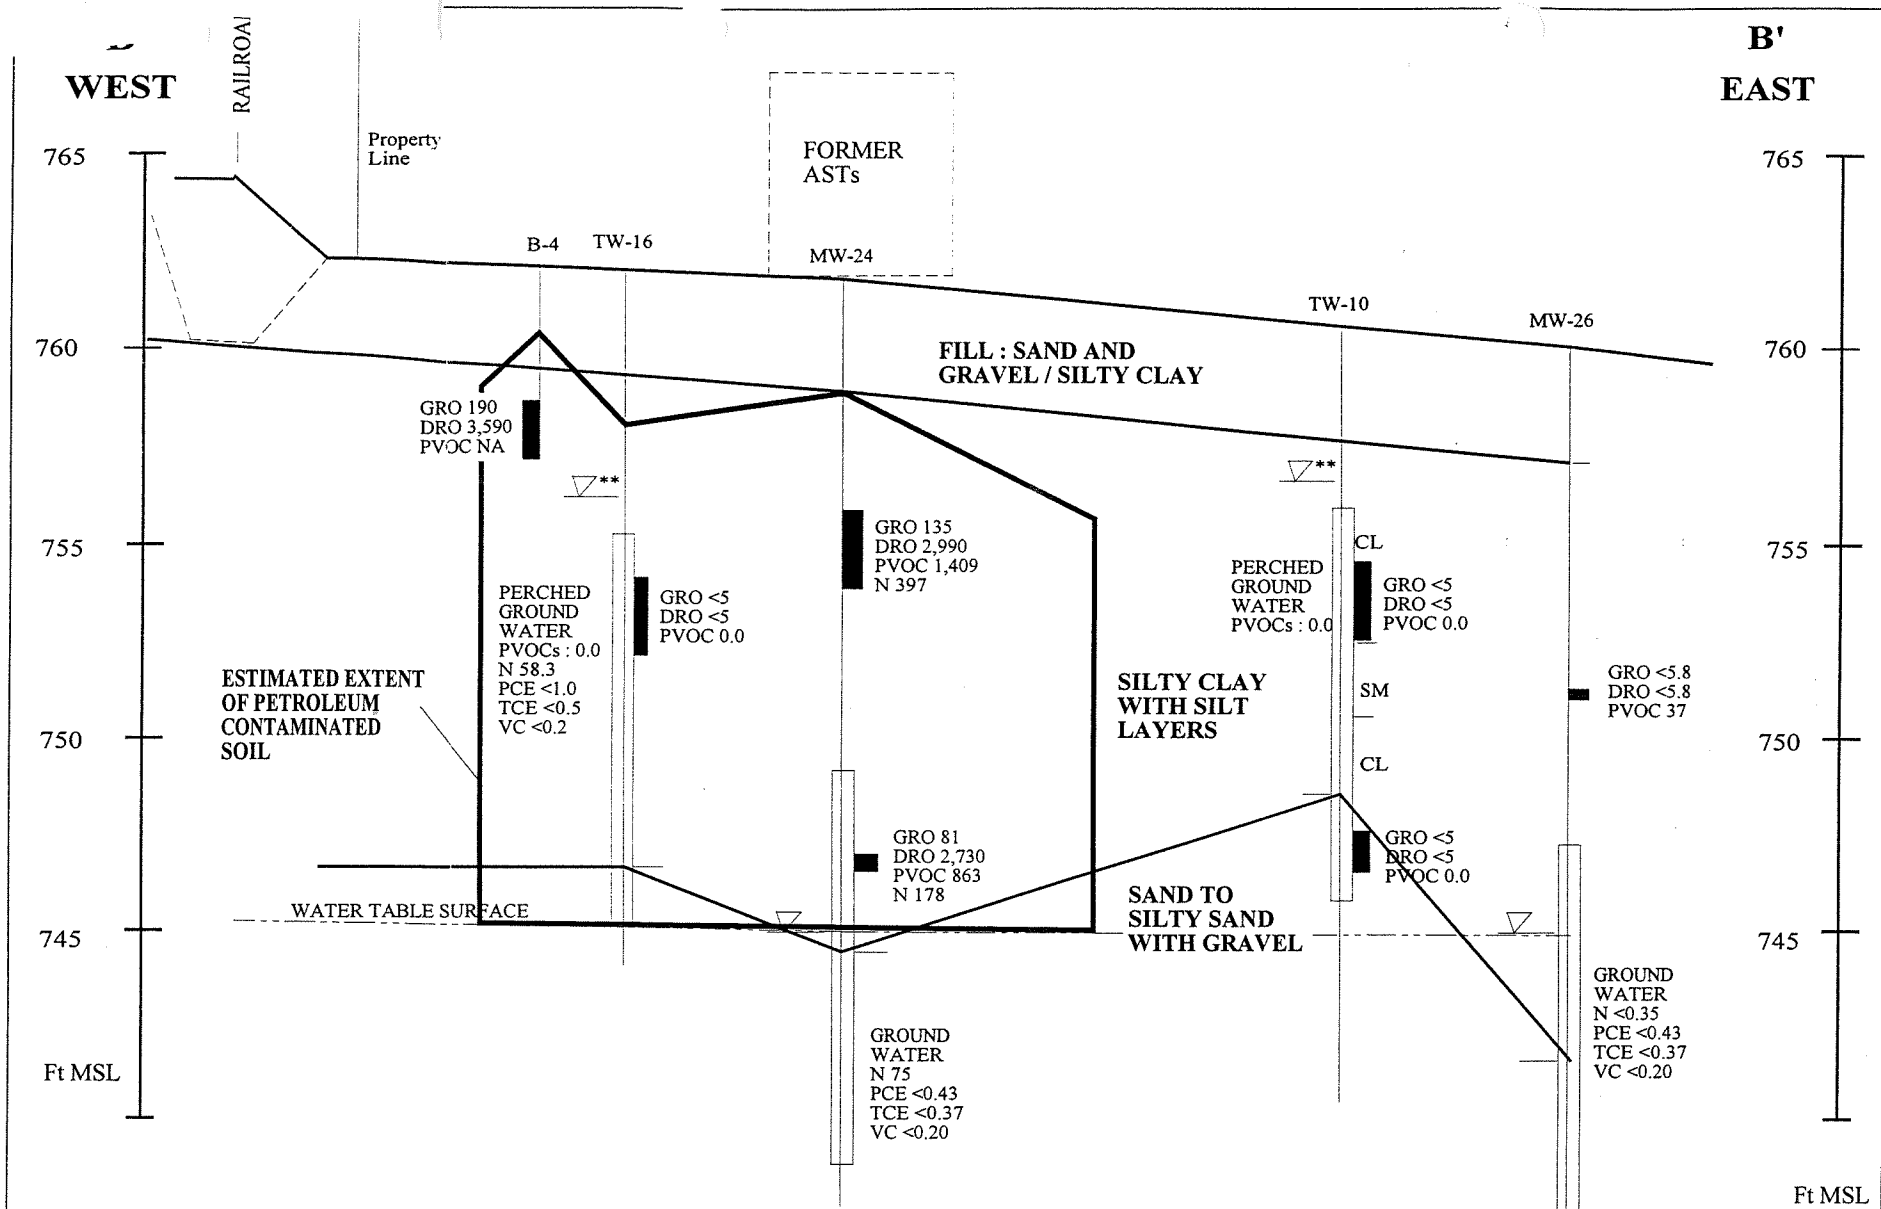 B'
WEST
EAST
RAILROA
Property
Line
FORMER
ASTs
765
765
B-4
TW-16
MW-24
TW-10
MW-26
760
760
FILL : SAND AND
GRAVEL / SILTY CLAY
GRO 190
DRO 3,590
PVOC NA
**
**
GRO 135
DRO 2,990
PVOC 1,409
N 397
755
755
CL
PERCHED
GROUND
WATER
PVOCs : 0.0
N 58.3
PCE <1.0
TCE <0.5
VC <0.2
GRO <5
DRO <5
PVOC 0.0
PERCHED
GROUND
WATER
PVOCs : 0.0
GRO <5
DRO <5
PVOC 0.0
ESTIMATED EXTENT
OF PETROLEUM
CONTAMINATED
SOIL
SILTY CLAY
WITH SILT
LAYERS
SM
GRO <5.8
DRO <5.8
PVOC 37
750
750
CL
GRO 81
DRO 2,730
PVOC 863
N 178
GRO <5
DRO <5
PVOC 0.0
WATER TABLE SURFACE
SAND TO
SILTY SAND
WITH GRAVEL
745
745
GROUND
WATER
N 75
PCE <0.43
TCE <0.37
VC <0.20
GROUND
WATER
N <0.35
PCE <0.43
TCE <0.37
VC <0.20
Ft MSL
Ft MSL